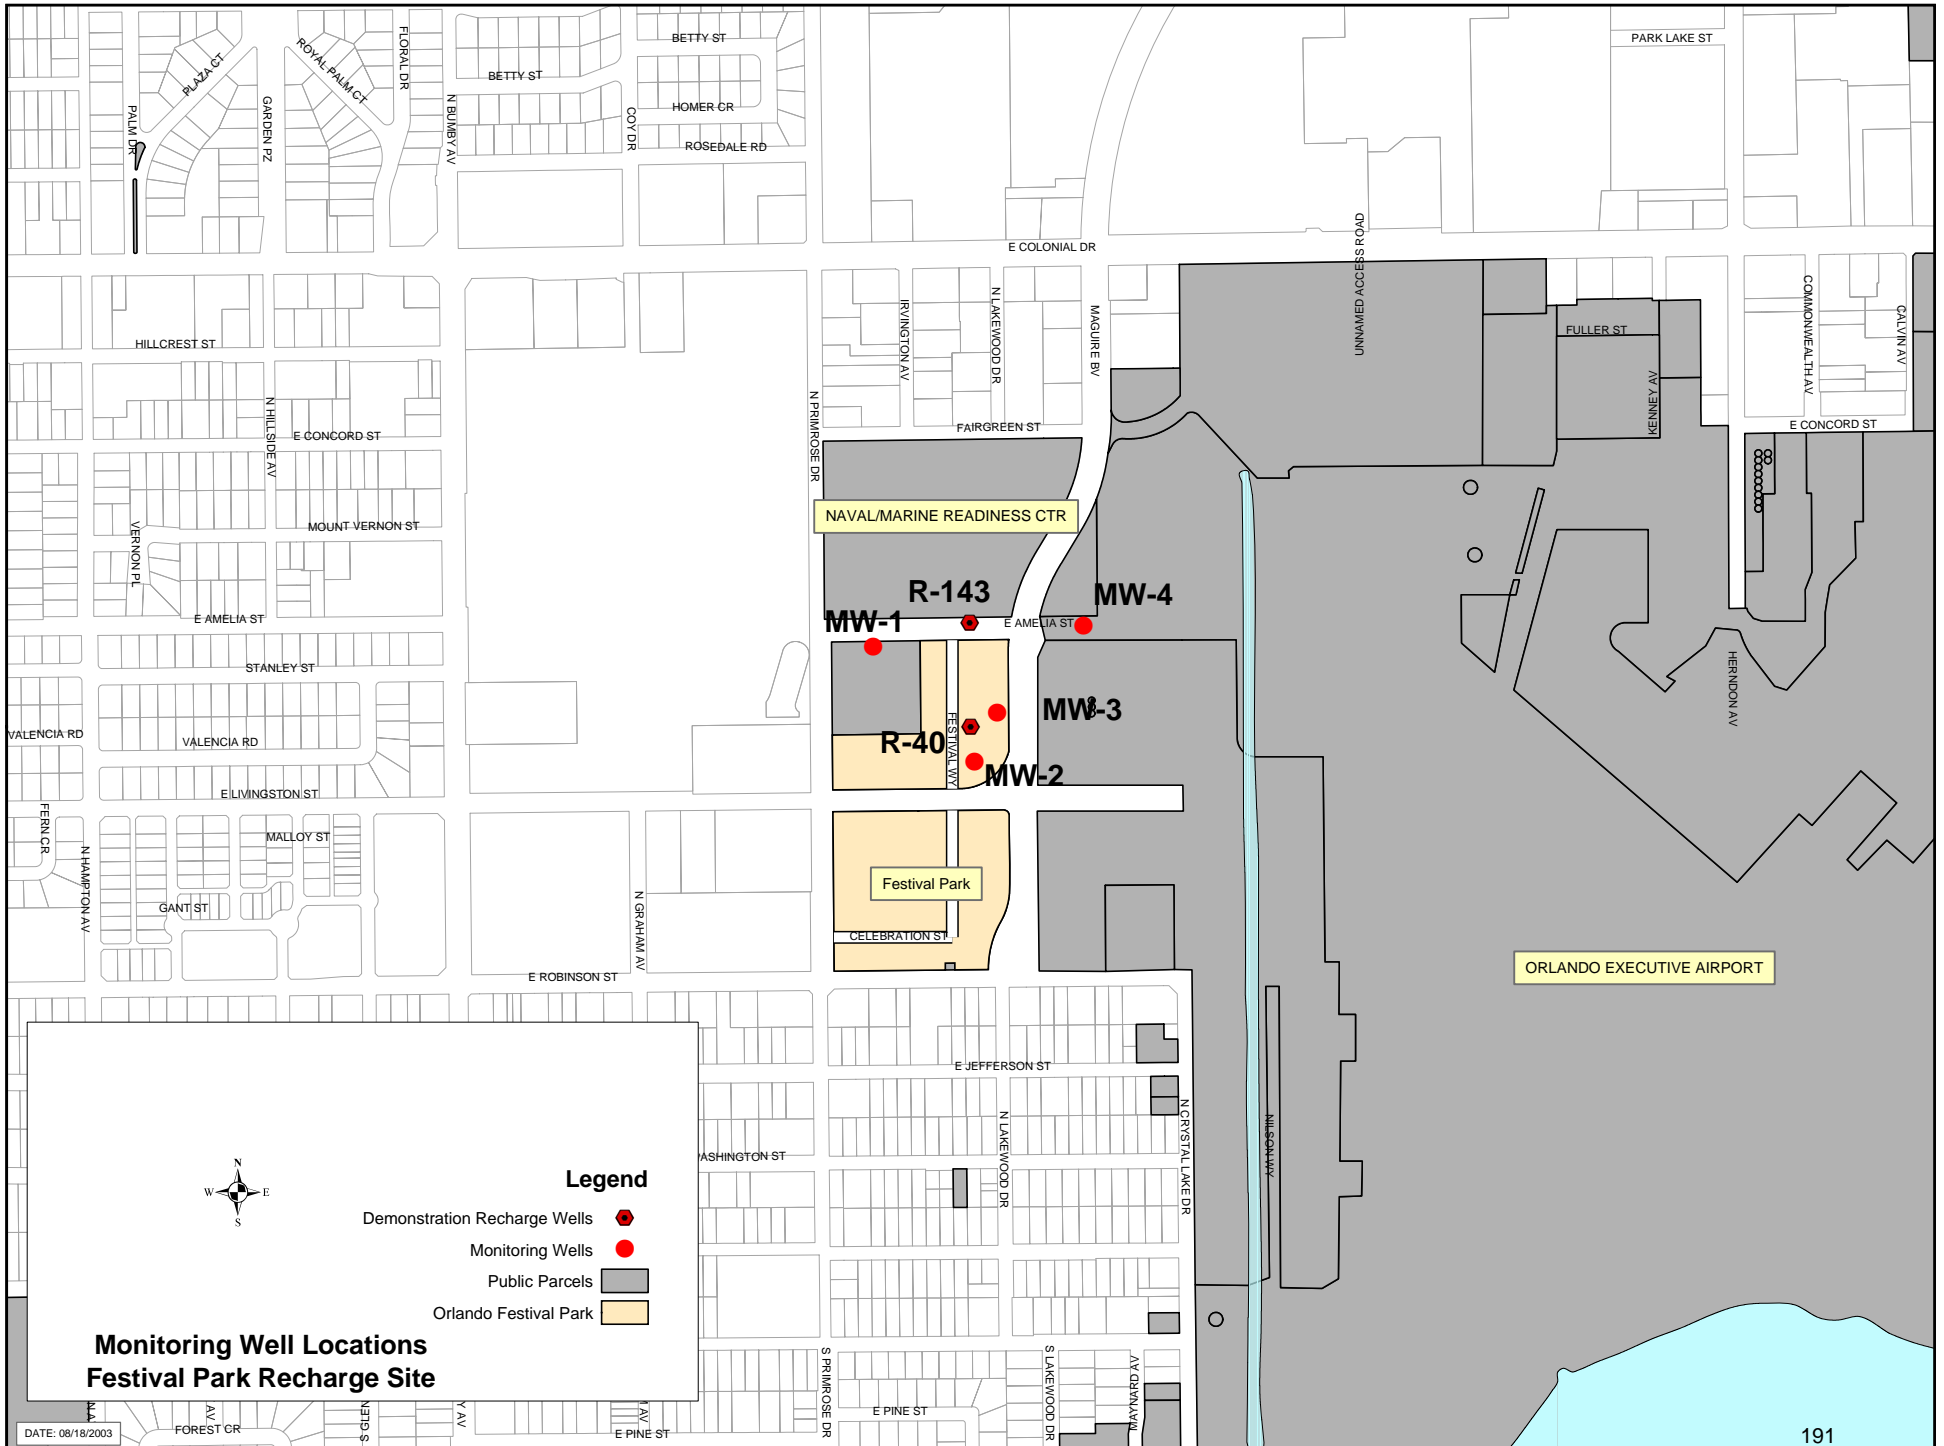 BETTY ST
PARK LAKE ST
FLORAL DR
ROYAL PALM CT
PLAZA CT
BETTY ST
HOMER CR
PALM DR
GARDEN PZ
N BUMBY AV
COY DR
ROSEDALE RD
E COLONIAL DR
UNNAMED ACCESS ROAD
IRVINGTON AV
N LAKEWOOD DR
MAGUIRE BV
COMMONWEALTH AV
CALVIN AV
HILLCREST ST
FULLER ST
KENNEY AV
N HILLSIDE AV
N PRIMROSE DR
E CONCORD ST
FAIRGREEN ST
E CONCORD ST
NAVAL/MARINE READINESS CTR
MOUNT VERNON ST
VERNON PL
R-143
MW-4
MW-1
E AMELIA ST
E AMELIA ST
STANLEY ST
HERNDON AV
MW-3
VALENCIA RD
VALENCIA RD
R-40
FESTIVAL WY
MW-2
E LIVINGSTON ST
FERN CR
MALLOY ST
N HAMPTON AV
Festival Park
GANT ST
N GRAHAM AV
CELEBRATION ST
E ROBINSON ST
ORLANDO EXECUTIVE AIRPORT
E JEFFERSON ST
N LAKEWOOD DR
N CRYSTAL LAKE DR
NILSON WY
ASHINGTON ST
N
W
E
S
Legend
Demonstration Recharge Wells
Monitoring Wells
Public Parcels
Orlando Festival Park
Monitoring Well Locations
Festival Park Recharge Site
S PRIMROSE DR
S LAKEWOOD DR
MAYNARD AV
E PINE ST
E PINE ST
FOREST CR
AV
S GLEN
Y AV
AV
DATE: 08/18/2003
191